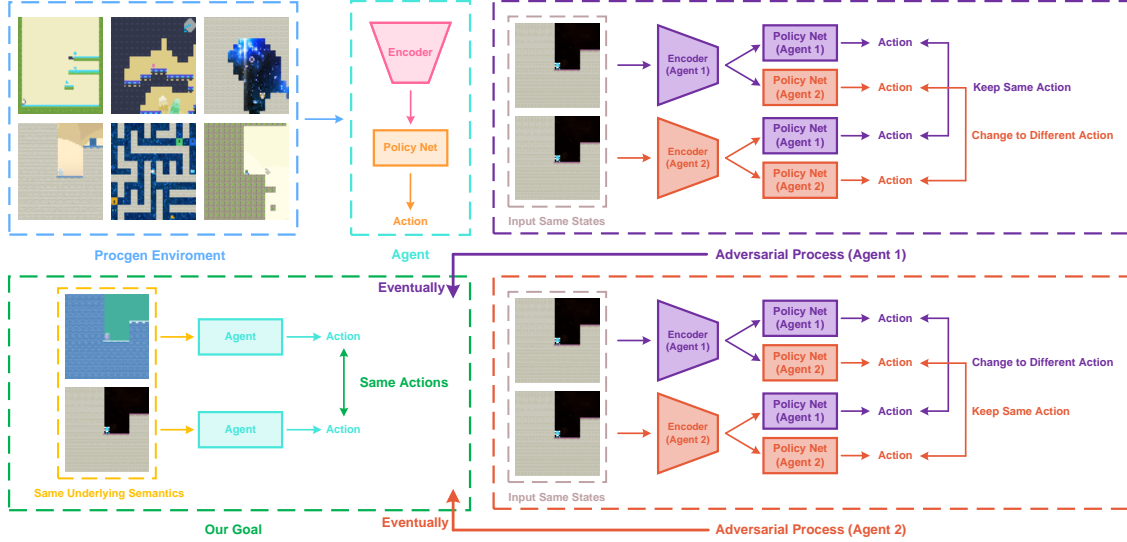 Encoder
Policy Net
Action
Procgen Enviroment
Agent
Input Same States
Encoder
(Agent 1)
Policy Net
(Agent 1)
Action
Policy Net
(Agent 2)
Action
Keep Same Action
Encoder
(Agent 2)
Policy Net
(Agent 1)
Action
Change to Different Action
Policy Net
(Agent 2)
Action
Adversarial Process (Agent 1)
Eventually
Agent
Action
Same Actions
Agent
Action
Same Underlying Semantics
Our Goal
Input Same States
Encoder
(Agent 1)
Policy Net
(Agent 1)
Action
Policy Net
(Agent 2)
Action
Change to Different Action
Encoder
(Agent 2)
Policy Net
(Agent 1)
Action
Keep Same Action
Policy Net
(Agent 2)
Action
Eventually
Adversarial Process (Agent 2)